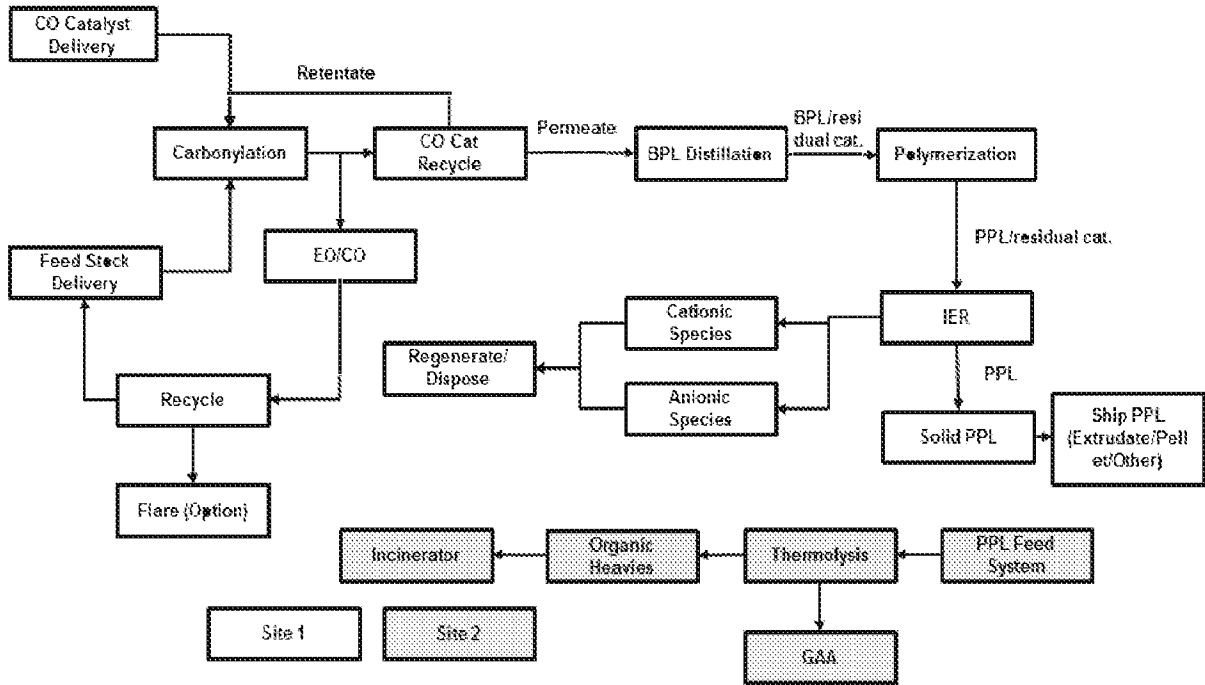 CO Catalyst
Delivery
Retentate
Carbonylation
CO Cat
Recycle
Permeate
BPL Distillation
BPL/resi
dual cat.
Polymerization
Feed Stock
Delivery
EO/CO
PPL/residual cat.
Cationic
Species
IER
Regenerate/
Dispose
Recycle
Anionic
Species
PPL
Solid PPL
Ship PPL
(Extrudate/Pell
et/Other)
Flare (Option)
Incinerator
Organic
Heavies
Thermolysis
PPL Feed
System
Site 1
Site 2
GAA